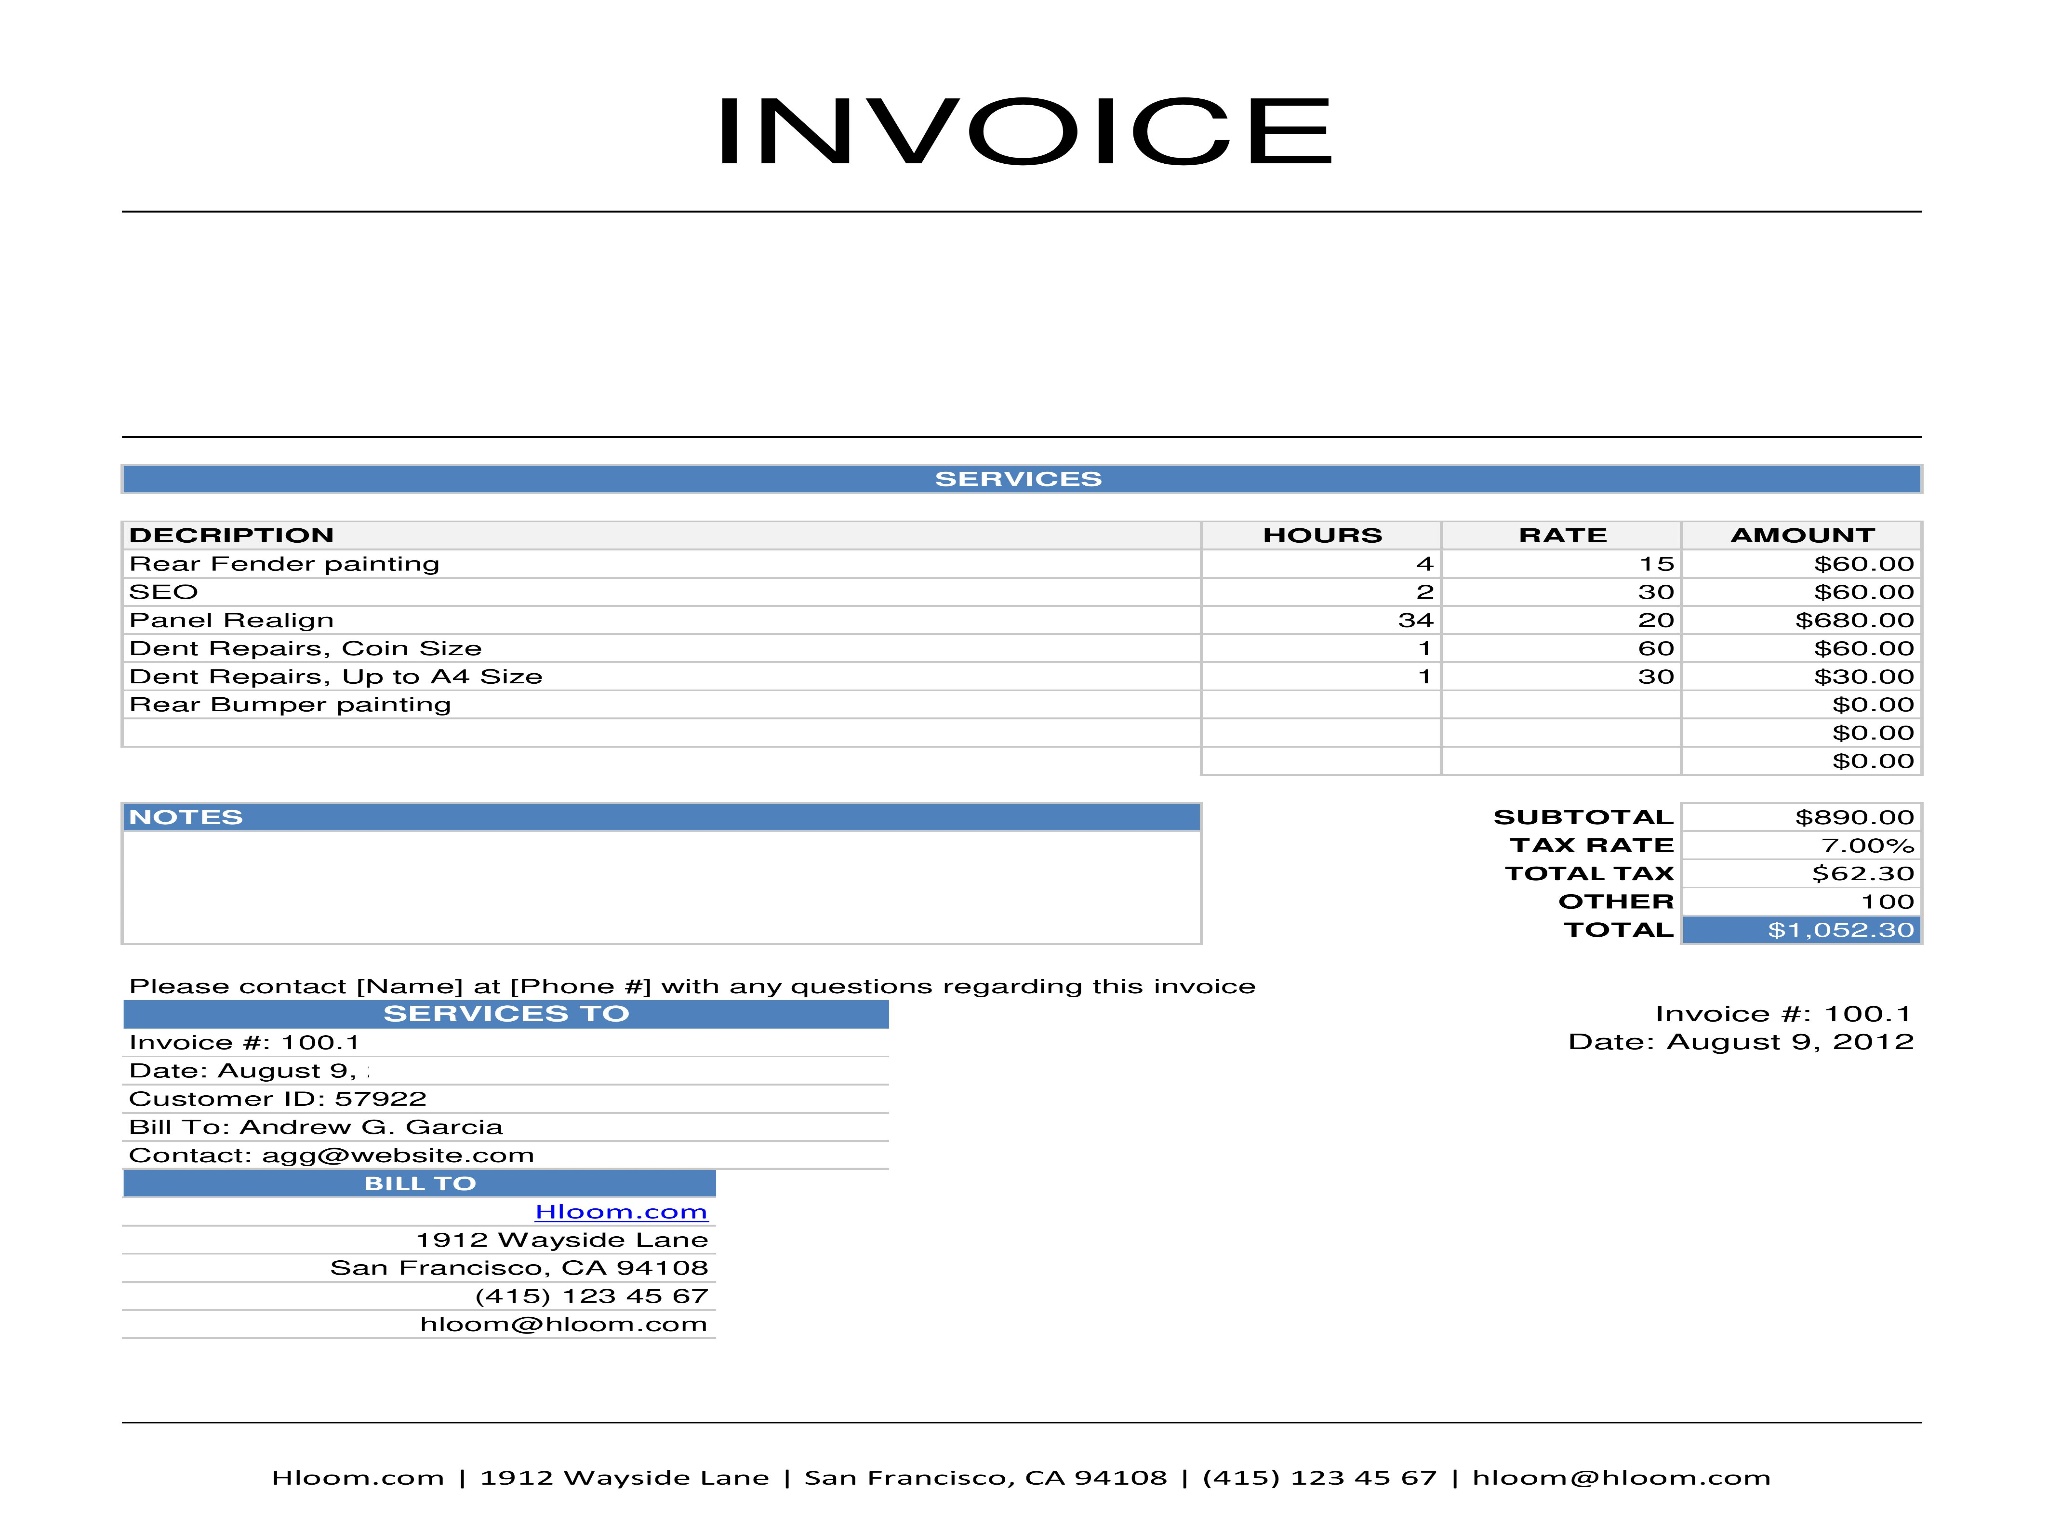 INVOICE
SERVICES
DECRIPTION HOURS RATE AMOUNT
Rear Fender painting 4 15 $60.00
SEO 2 30 $60.00
Panel Realign 34 20 $680.00
Dent Repairs, Coin Size 1 60 $60.00
Dent Repairs, Up to A4 Size 1 30 $30.00
Rear Bumper painting $0.00
$0.00
$0.00
NOTES
SUBTOTAL $890.00
TAX RATE 7.00%
TOTAL TAX $62.30
OTHER 100
TOTAL $1,052.30
Please contact [Name] at [Phone #] with any questions regarding this invoice
SERVICES TO
Invoice #: 100.1
Date: August 9,
Customer ID: 57922
Bill To: Andrew G. Garcia
Contact: agg@website.com
Invoice #: 100.1
Date: August 9, 2012
BILL TO
Hloom.com
1912 Wayside Lane
San Francisco, CA 94108
(415) 123 45 67
hloom@hloom.com
Hloom.com | 1912 Wayside Lane | San Francisco, CA 94108 | (415) 123 45 67 | hloom@hloom.com